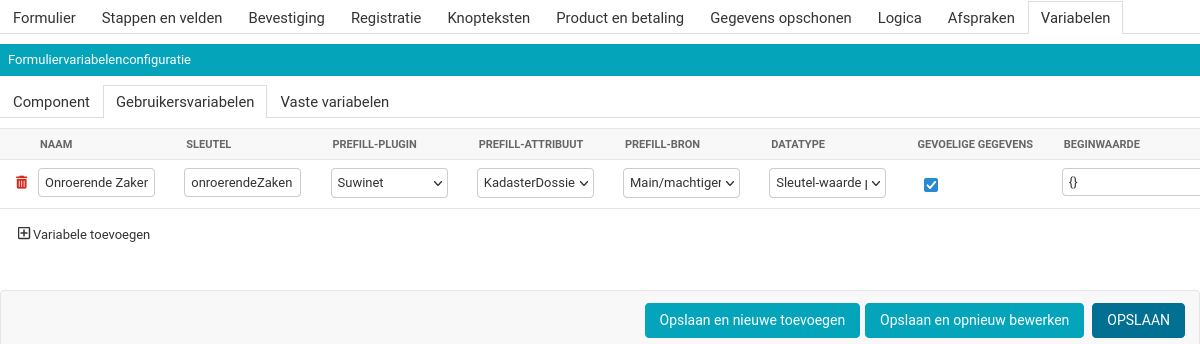 Formulier Stappen en velden Bevestiging Registratie Knopteksten Product en betaling Gegevens opschonen Logica Afspraken Variabelen
Formuliervariabelenconfiguratie
Component Gebruikersvariabelen Vaste variabelen
NAAM SLEUTEL PREFILL-PLUGIN PREFILL-ATTRIBUUT PREFILL-BRON DATATYPE GEVOELIGE GEGEVENS BEGINWAARDE
Onroerende Zaker onroerendeZaken Suwinet KadasterDossie Main/machtiger Sleutel-waarde {}
Variabele toevoegen
Opslaan en nieuwe toevoegen Opslaan en opnieuw bewerken OPSLAAN